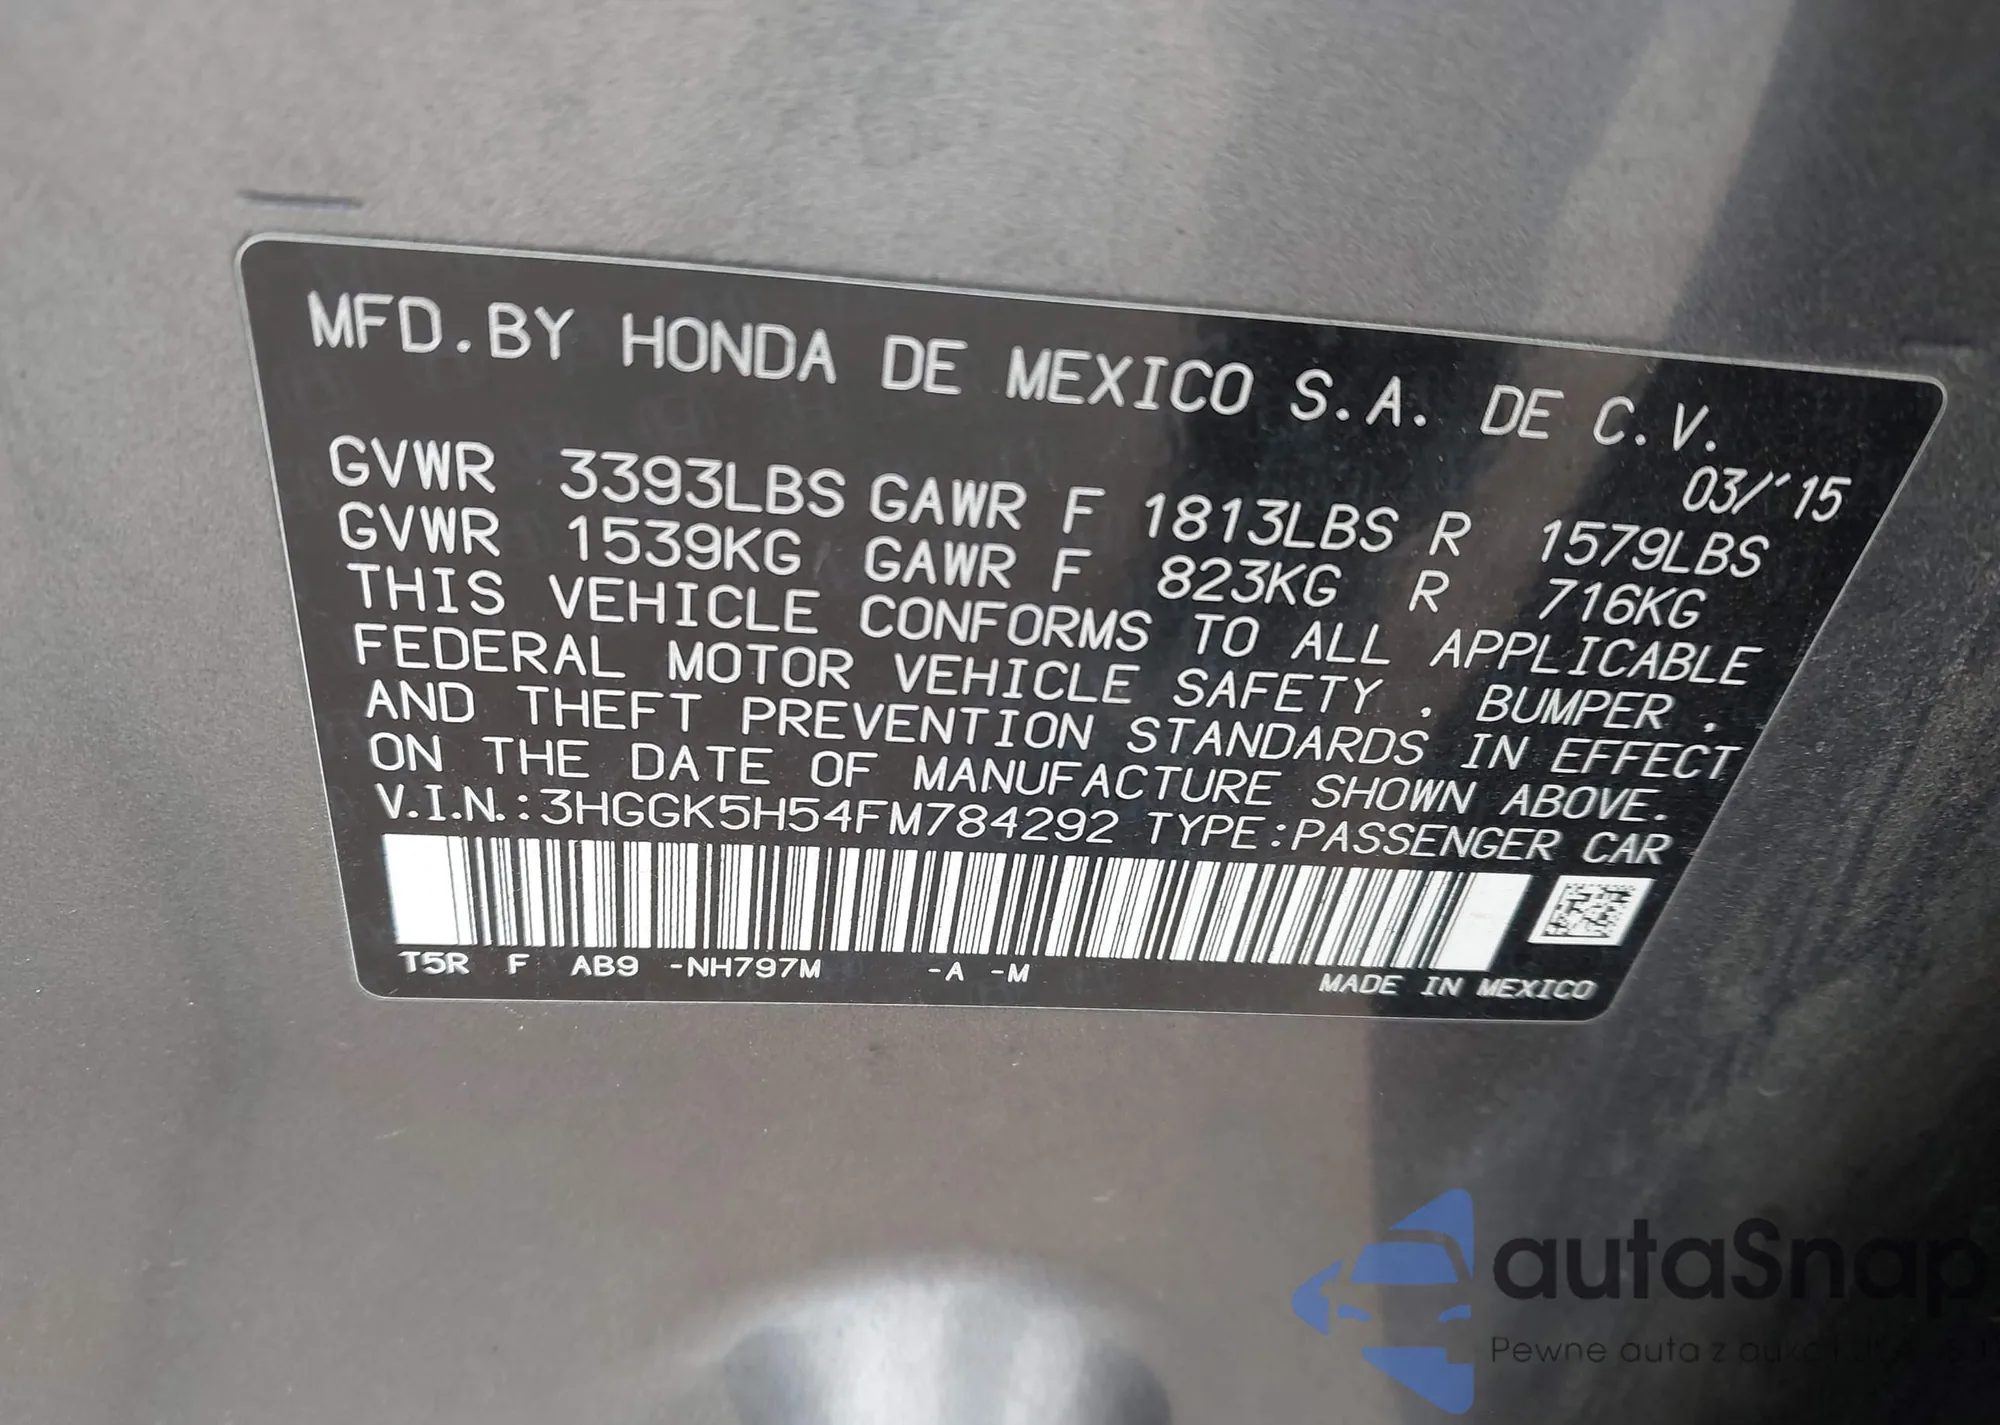 MFD.BY HONDA DE MEXICO S.A. DE C.V.
03/'15
GVWR 3393LBS GAWR F 1813LBS R 1579LBS
GVWR 1539KG GAWR F 823KG R 716KG
THIS VEHICLE CONFORMS TO ALL APPLICABLE
FEDERAL MOTOR VEHICLE SAFETY , BUMPER ,
AND THEFT PREVENTION STANDARDS IN EFFECT
ON THE DATE OF MANUFACTURE SHOWN ABOVE.
V.I.N.:3HGGK5H54FM784292 TYPE:PASSENGER CAR
T5R F AB9 -NH797M -A -M
MADE IN MEXICO
autaSnap
Pewne auta z